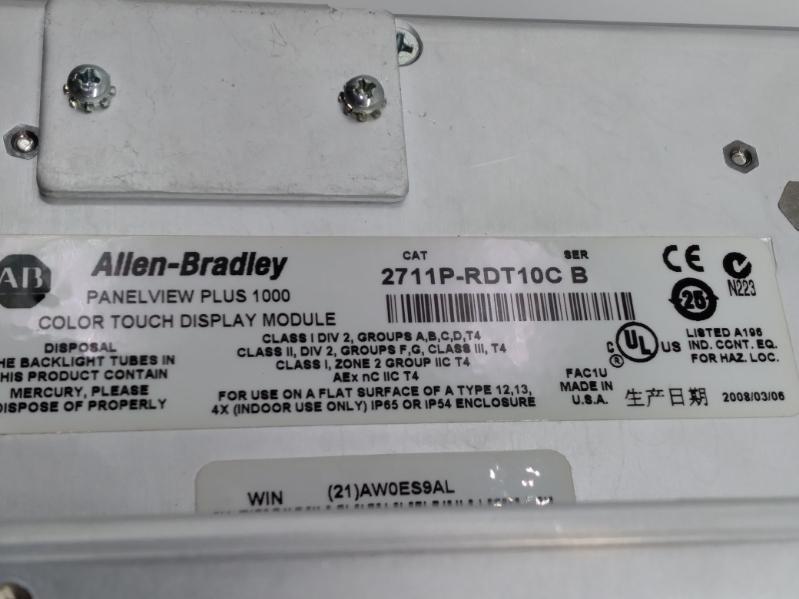 AB
Allen-Bradley
CAT SER
2711P-RDT10C B
PANELVIEW PLUS 1000
COLOR TOUCH DISPLAY MODULE
DISPOSAL
THE BACKLIGHT TUBES IN
THIS PRODUCT CONTAIN
MERCURY, PLEASE
DISPOSE OF PROPERLY
CLASS I DIV 2, GROUPS A,B,C,D,T4
CLASS II, DIV 2, GROUPS F,G, CLASS III, T4
CLASS I, ZONE 2 GROUP IIC T4
AEx nC IIC T4
FOR USE ON A FLAT SURFACE OF A TYPE 12,13,
4X (INDOOR USE ONLY) IP65 OR IP54 ENCLOSURE
CE
N223
25
C UL US
LISTED A196
IND. CONT. EQ.
FOR HAZ. LOC.
FAC1U
MADE IN
U.S.A.
生产日期 2008/03/06
WIN (21)AW0ES9AL